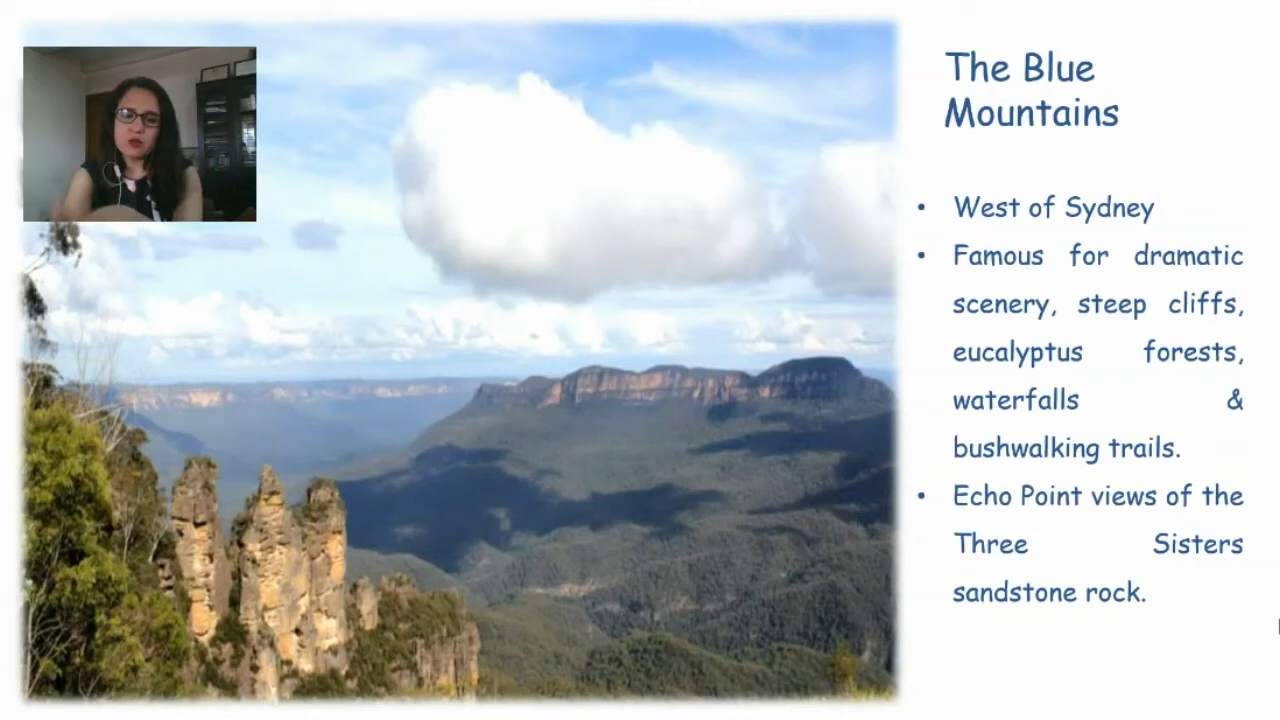 The Blue
Mountains
• West of Sydney
• Famous for dramatic
scenery, steep cliffs,
eucalyptus forests,
waterfalls &
bushwalking trails.
• Echo Point views of the
Three Sisters
sandstone rock.